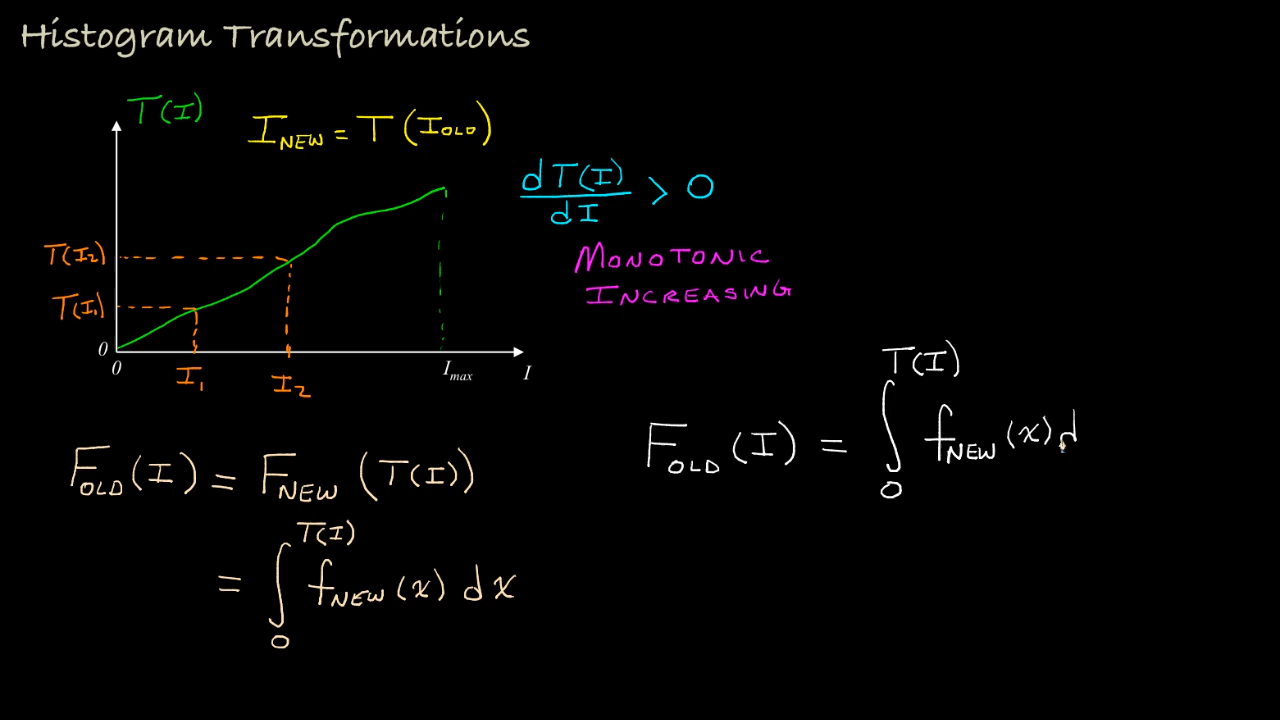 Histogram Transformations
T(I)
I_NEW = T(I_OLD)
dT(I)/dI > 0
MONOTONIC
INCREASING
T(I₂)
T(I₁)
0
0
I₁
I₂
I_max
I
F_OLD(I) = F_NEW(T(I))
= ∫₀^T(I) f_NEW(x) dx
F_OLD(I) = ∫₀^T(I) f_NEW(x) d